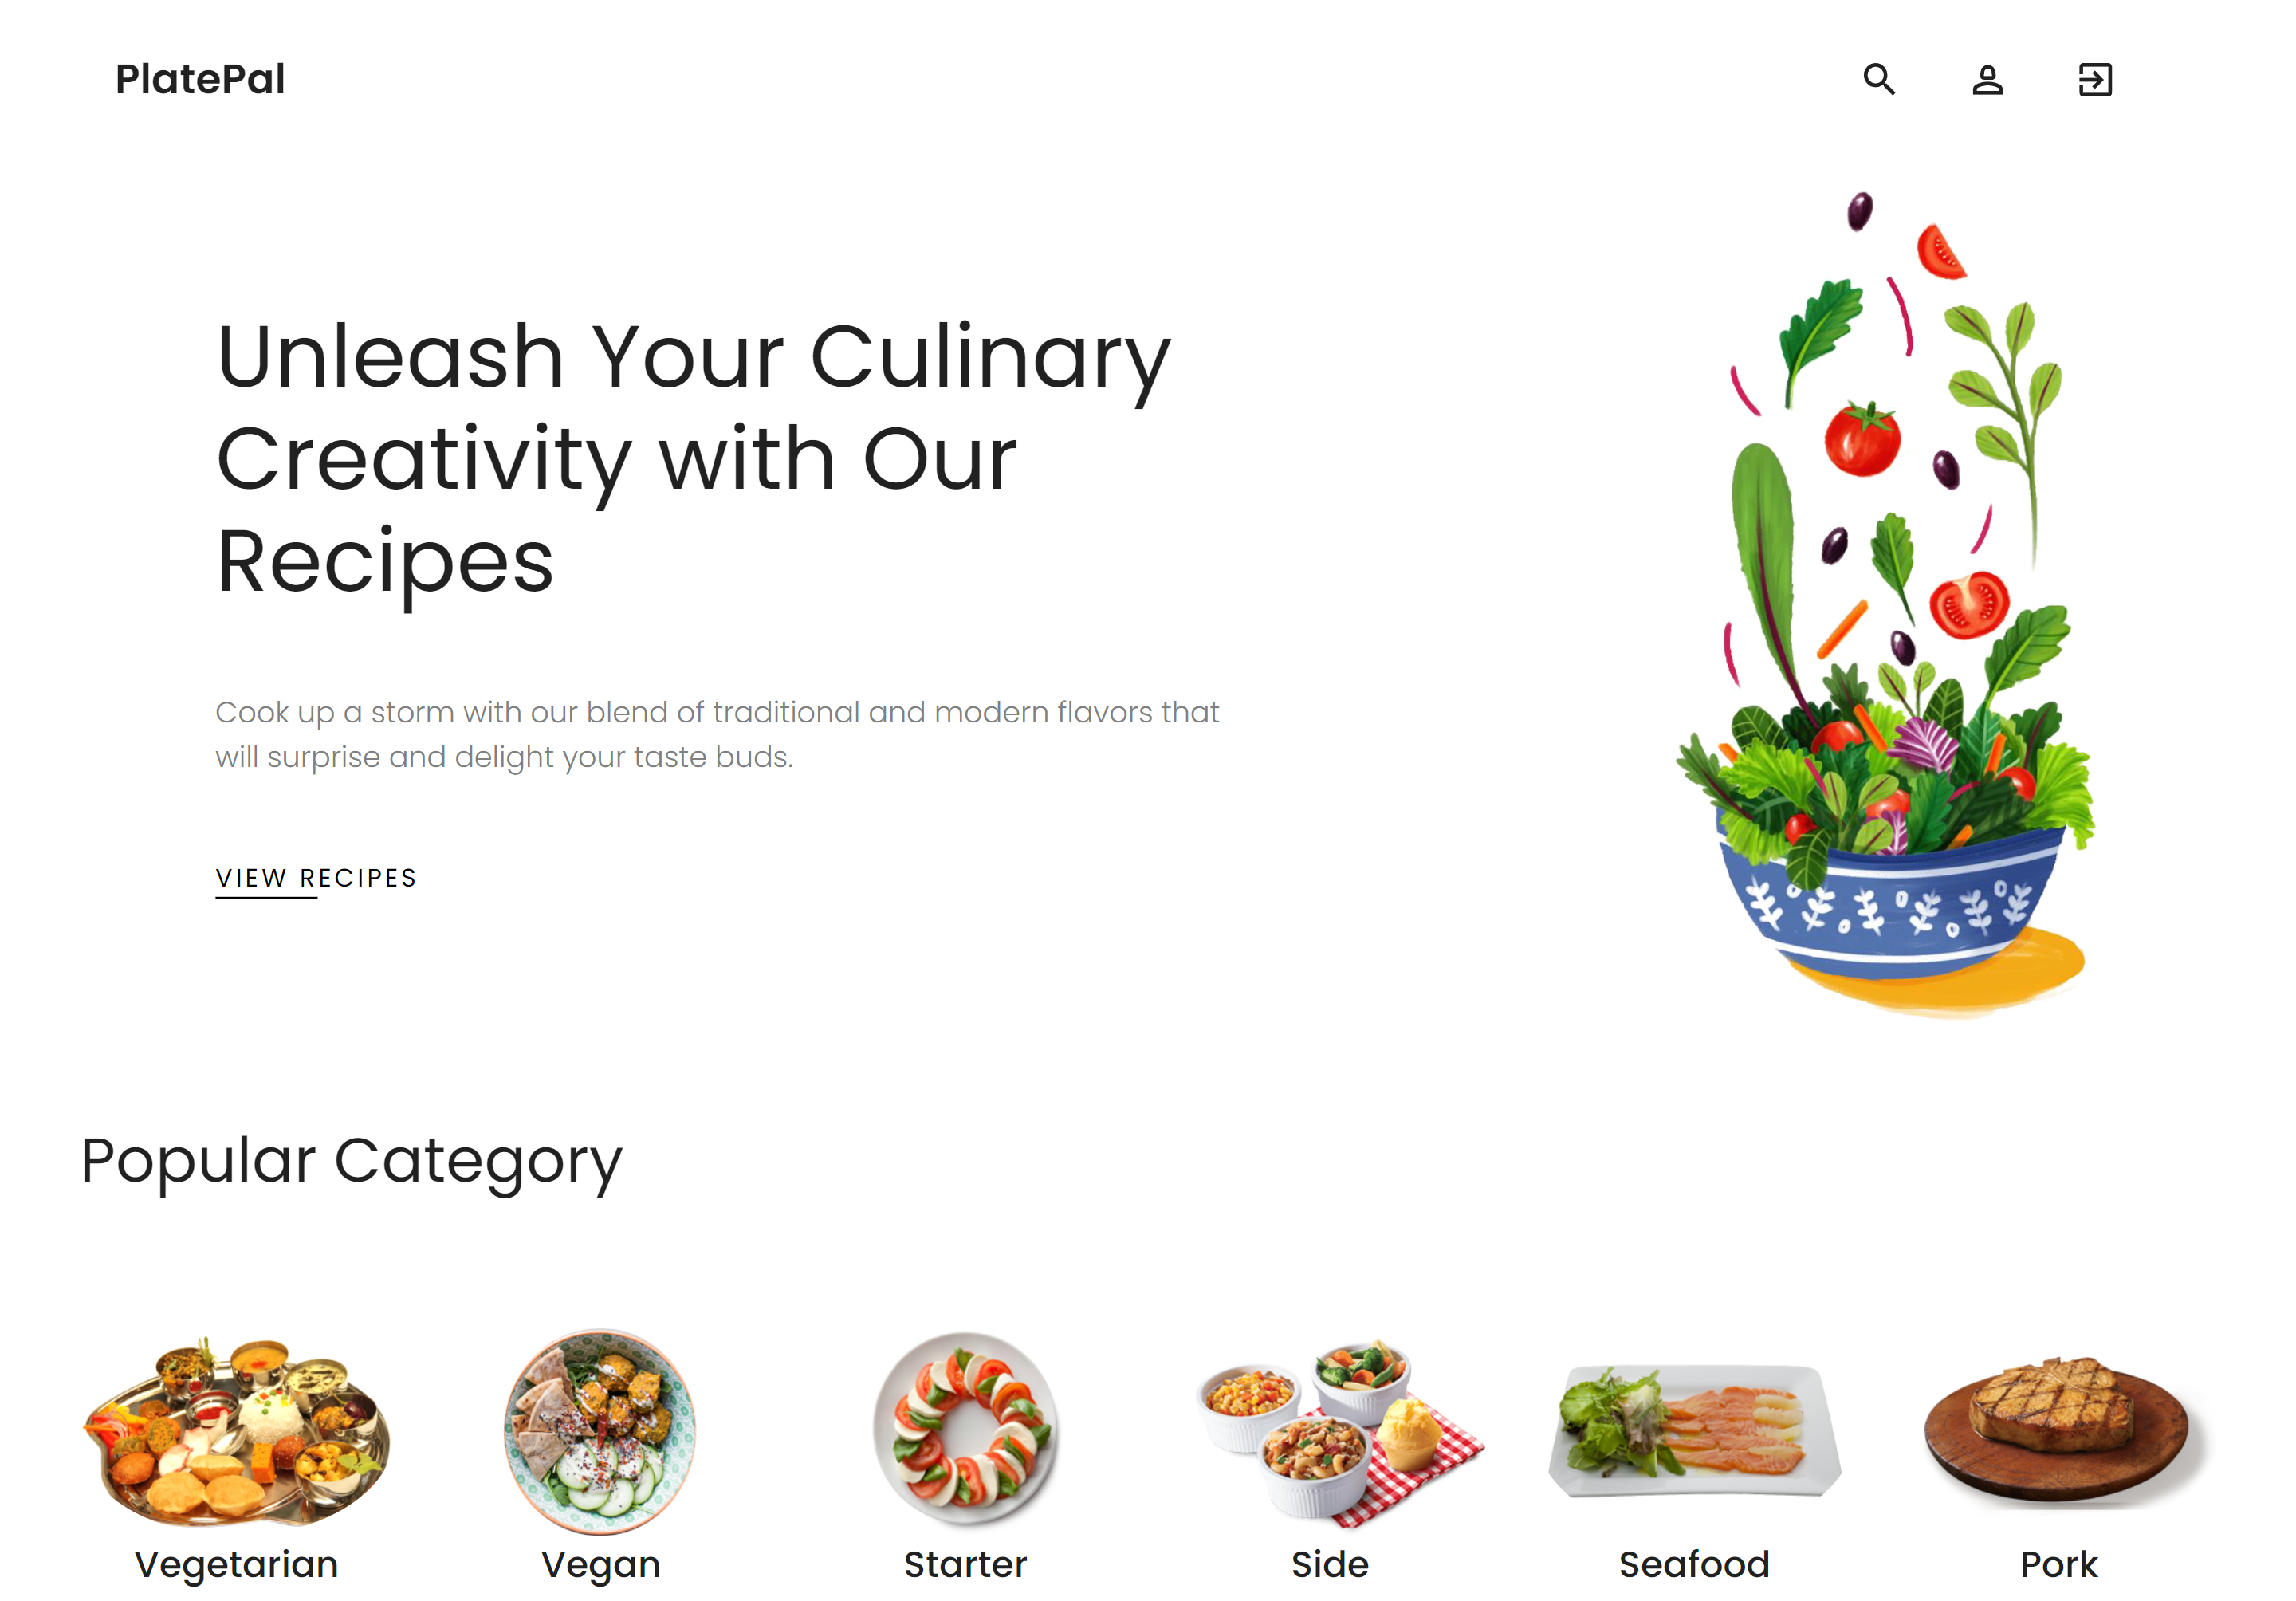 PlatePal
Unleash Your Culinary
Creativity with Our
Recipes
Cook up a storm with our blend of traditional and modern flavors that
will surprise and delight your taste buds.
VIEW RECIPES
Popular Category
Vegetarian
Vegan
Starter
Side
Seafood
Pork